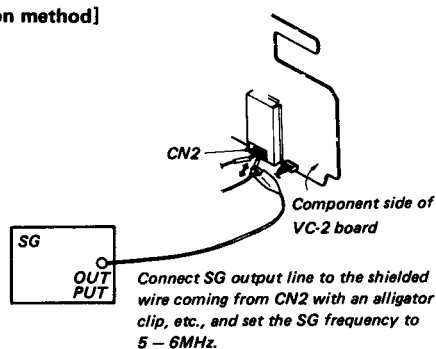 on method]
CN2
Component side of
VC-2 board
SG
OUT
PUT
Connect SG output line to the shielded
wire coming from CN2 with an alligator
clip, etc., and set the SG frequency to
5 – 6MHz.